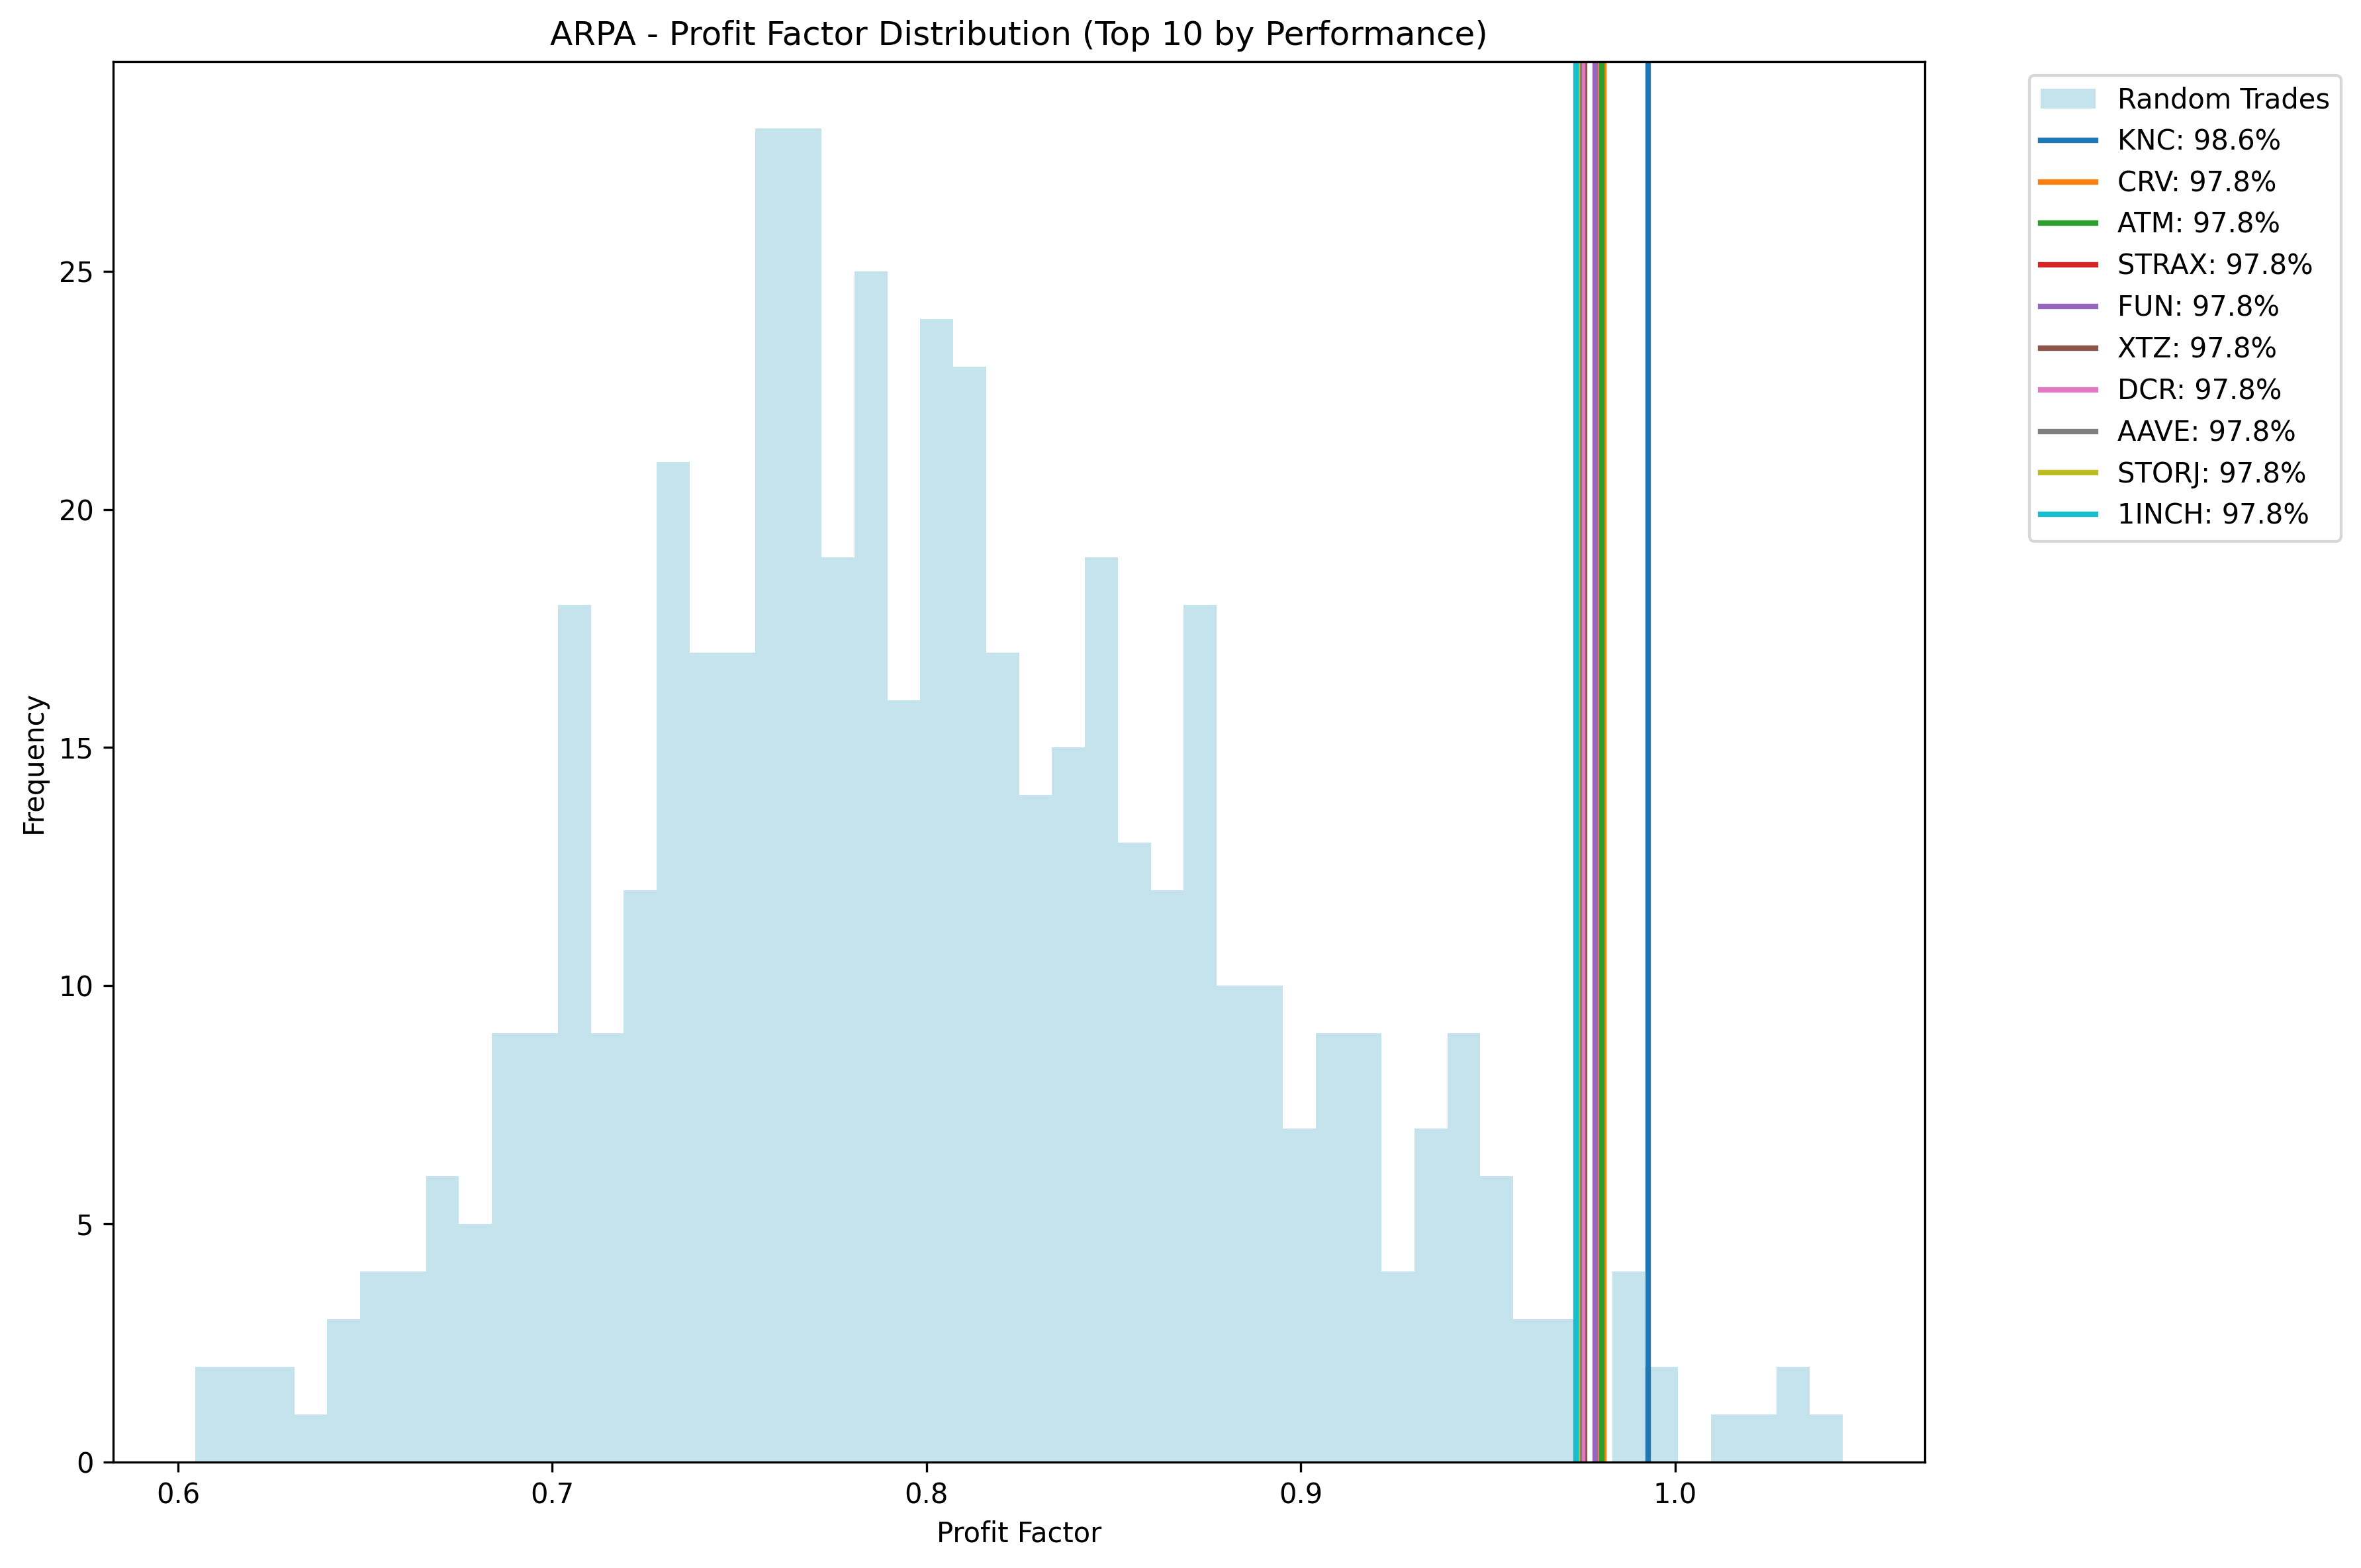 ARPA - Profit Factor Distribution (Top 10 by Performance)
Random Trades
KNC: 98.6%
CRV: 97.8%
ATM: 97.8%
STRAX: 97.8%
FUN: 97.8%
XTZ: 97.8%
DCR: 97.8%
AAVE: 97.8%
STORJ: 97.8%
1INCH: 97.8%
Frequency
25
20
15
10
5
0
0.6
0.7
0.8
0.9
1.0
Profit Factor